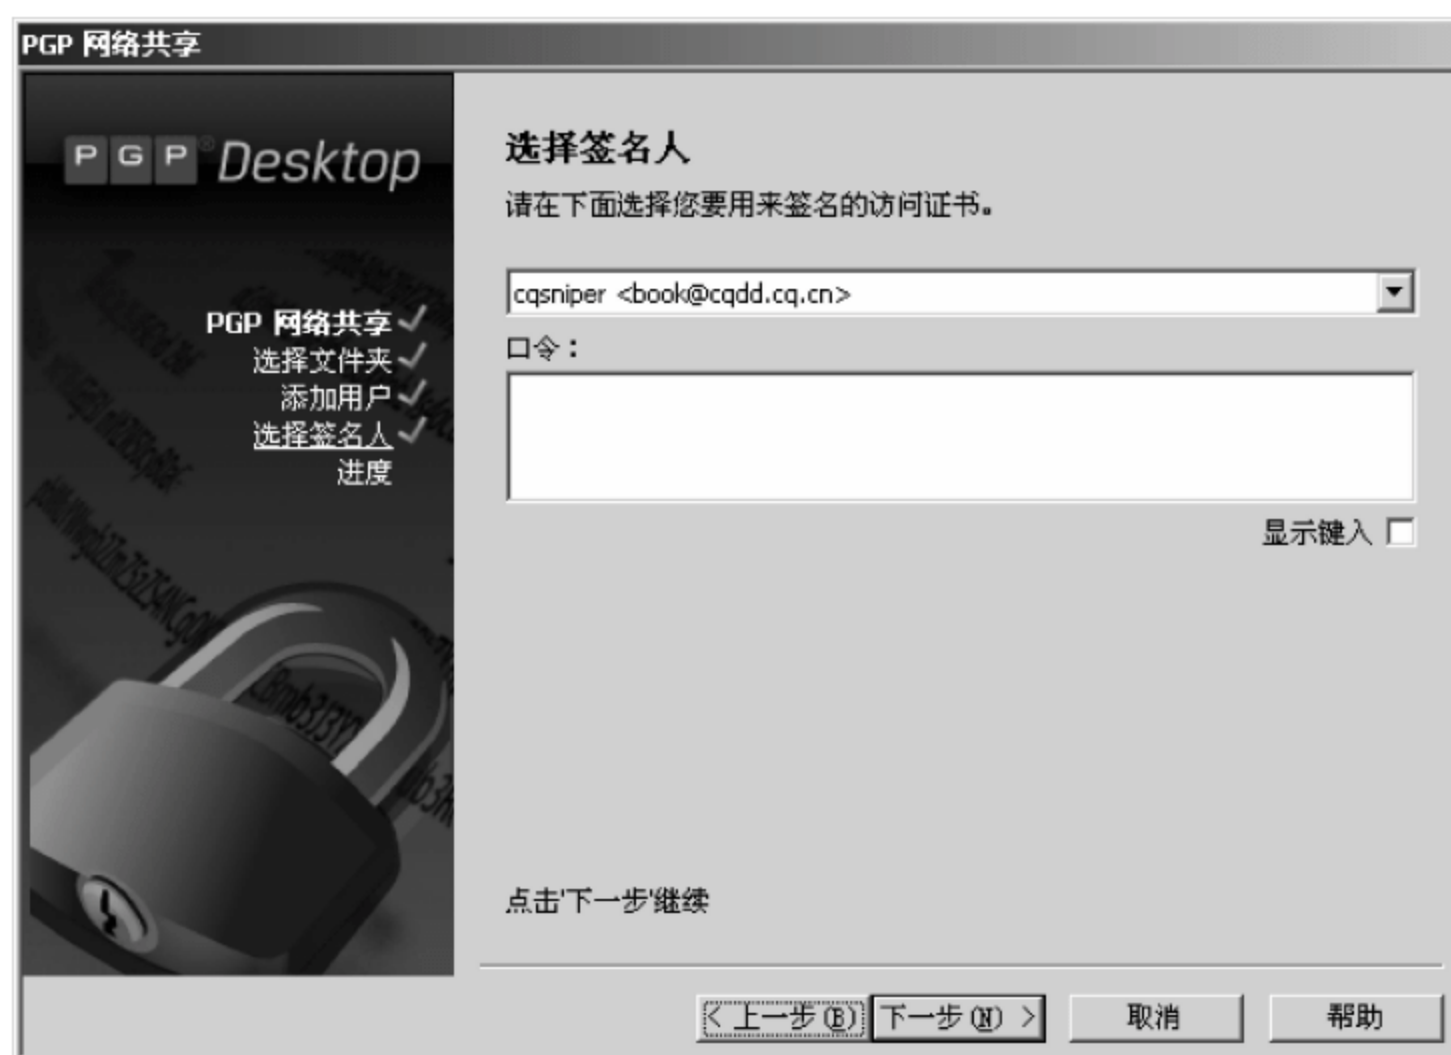 PGP 网络共享
PGP® Desktop
PGP 网络共享
选择文件夹
添加用户
选择签名人
进度
选择签名人
请在下面选择您要用来签名的访问证书。
cqsniper <book@cqdd.cq.cn>
口令：
显示键入
点击'下一步'继续
< 上一步(B) 下一步(N) > 取消 帮助